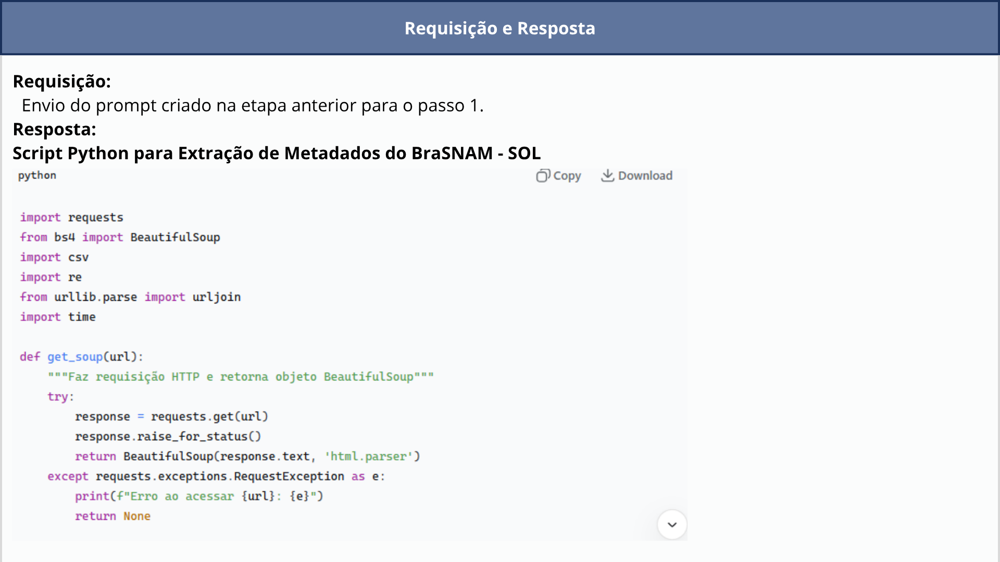 Requisição e Resposta
Requisição:
Envio do prompt criado na etapa anterior para o passo 1.
Resposta:
Script Python para Extração de Metadados do BraSNAM - SOL
python
Copy
Download
import requests
from bs4 import BeautifulSoup
import csv
import re
from urllib.parse import urljoin
import time
def get_soup(url):
    """Faz requisição HTTP e retorna objeto BeautifulSoup"""
    try:
        response = requests.get(url)
        response.raise_for_status()
        return BeautifulSoup(response.text, 'html.parser')
    except requests.exceptions.RequestException as e:
        print(f"Erro ao acessar {url}: {e}")
        return None